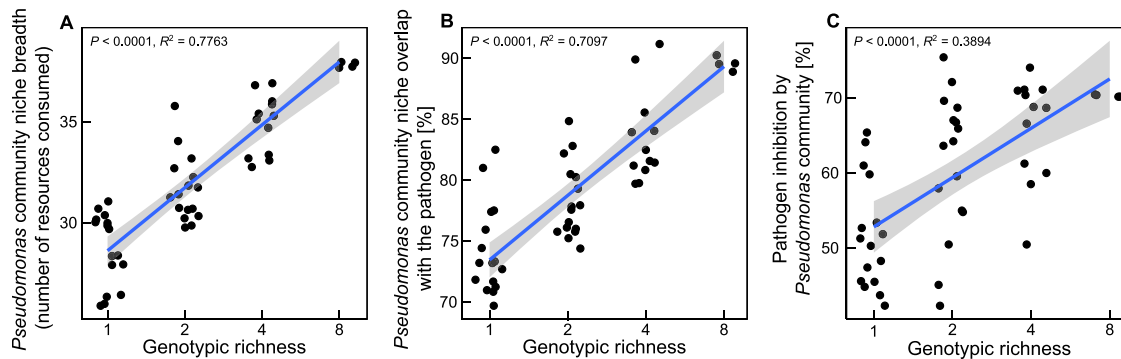 A
P < 0.0001, R² = 0.7763
Pseudomonas community niche breadth
(number of resources consumed)
35
30
1
2
4
8
Genotypic richness
B
P < 0.0001, R² = 0.7097
Pseudomonas community niche overlap
with the pathogen [%]
90
85
80
75
70
1
2
4
8
Genotypic richness
C
P < 0.0001, R² = 0.3894
Pathogen inhibition by
Pseudomonas community [%]
70
60
50
1
2
4
8
Genotypic richness